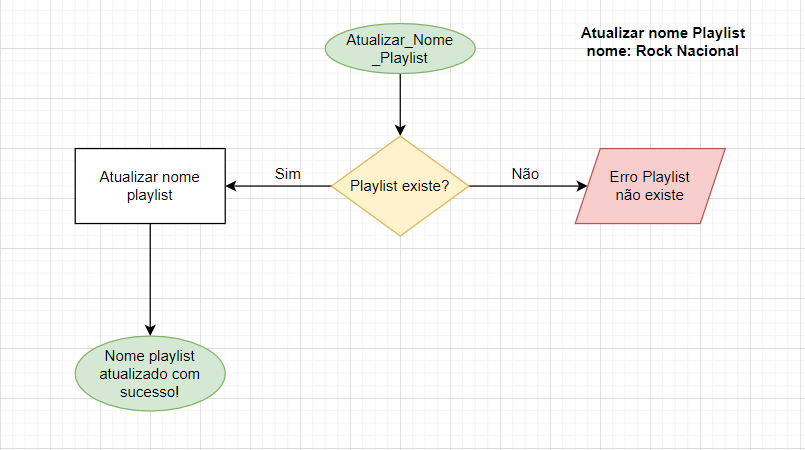 Atualizar_Nome
_Playlist
Atualizar nome Playlist
nome: Rock Nacional
Atualizar nome
playlist
Sim
Playlist existe?
Não
Erro Playlist
não existe
Nome playlist
atualizado com
sucesso!